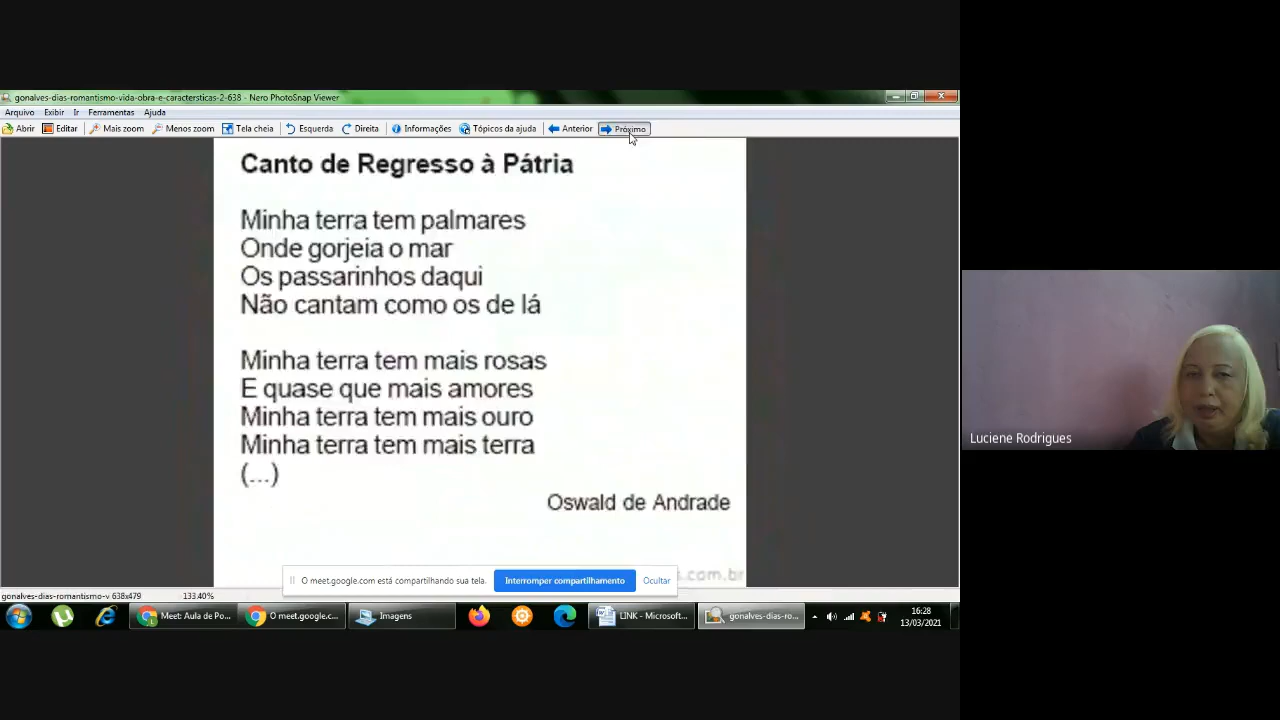 gonalves-dias-romantismo-vida-obra-e-caractersticas-2-638 - Nero PhotoSnap Viewer
Arquivo Exibir Ir Ferramentas Ajuda
Abrir Editar Mais zoom Menos zoom Tela cheia Esquerda Direita Informações Tópicos da ajuda Anterior Próximo
Canto de Regresso à Pátria
Minha terra tem palmares
Onde gorjeia o mar
Os passarinhos daqui
Não cantam como os de lá
Minha terra tem mais rosas
E quase que mais amores
Minha terra tem mais ouro
Minha terra tem mais terra
(...)
Oswald de Andrade
s.com.br
O meet.google.com está compartilhando sua tela. Interromper compartilhamento Ocultar
gonalves-dias-romantismo-v 638x479 133.40%
Meet: Aula de Po... O meet.google.c... Imagens LINK - Microsoft... gonalves-dias-ro...
16:28
13/03/2021
Luciene Rodrigues